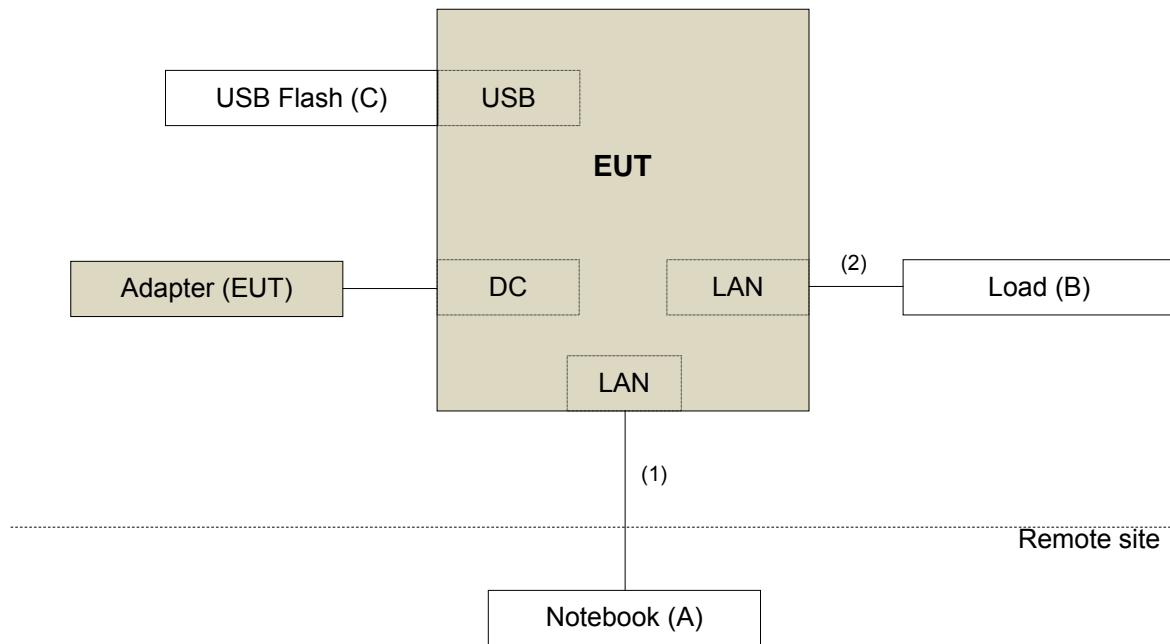 USB Flash (C)
USB
EUT
Adapter (EUT)
DC
LAN
(2)
Load (B)
LAN
(1)
Remote site
Notebook (A)